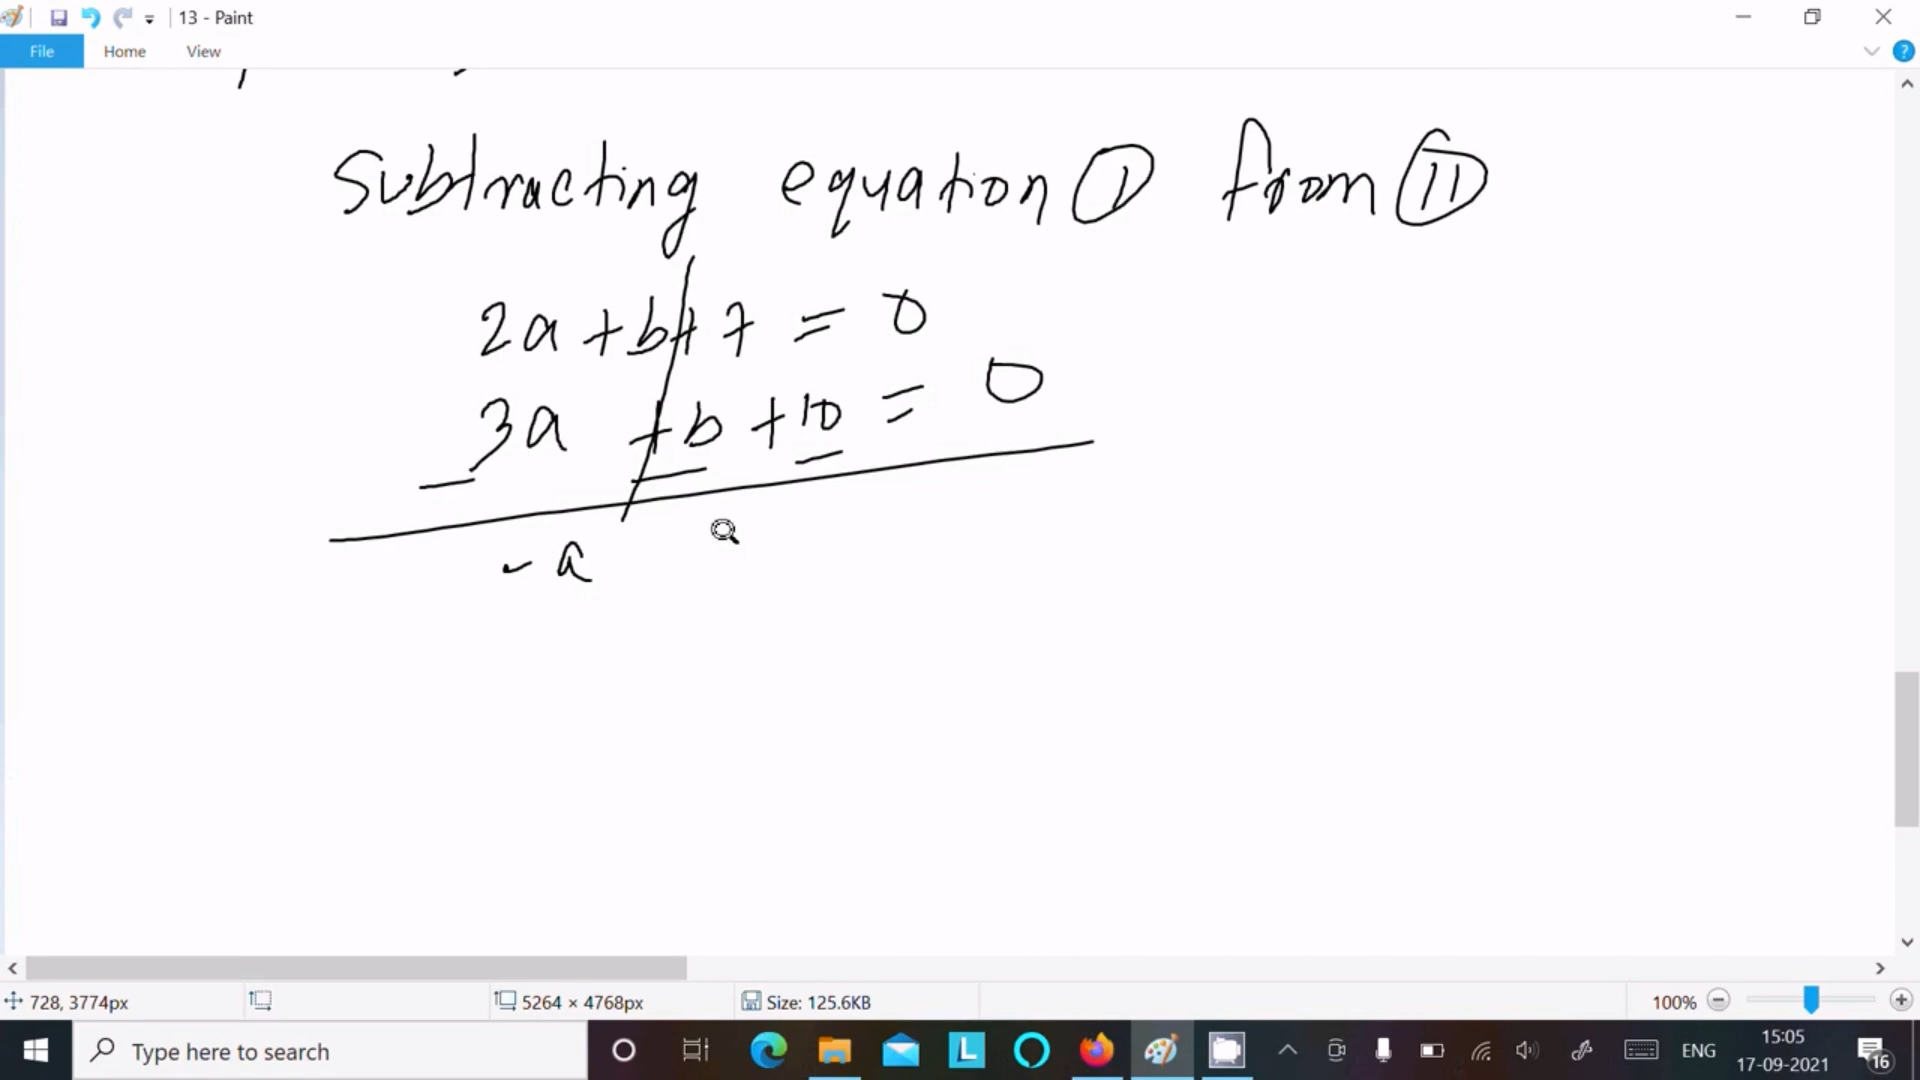 13 - Paint
File Home View
Subtracting equation I from II
2a + b + 7 = 0
3a + b + 10 = 0
- a
728, 3774px
5264 × 4768px
Size: 125.6KB
100%
Type here to search
L
ENG
15:05
17-09-2021
16